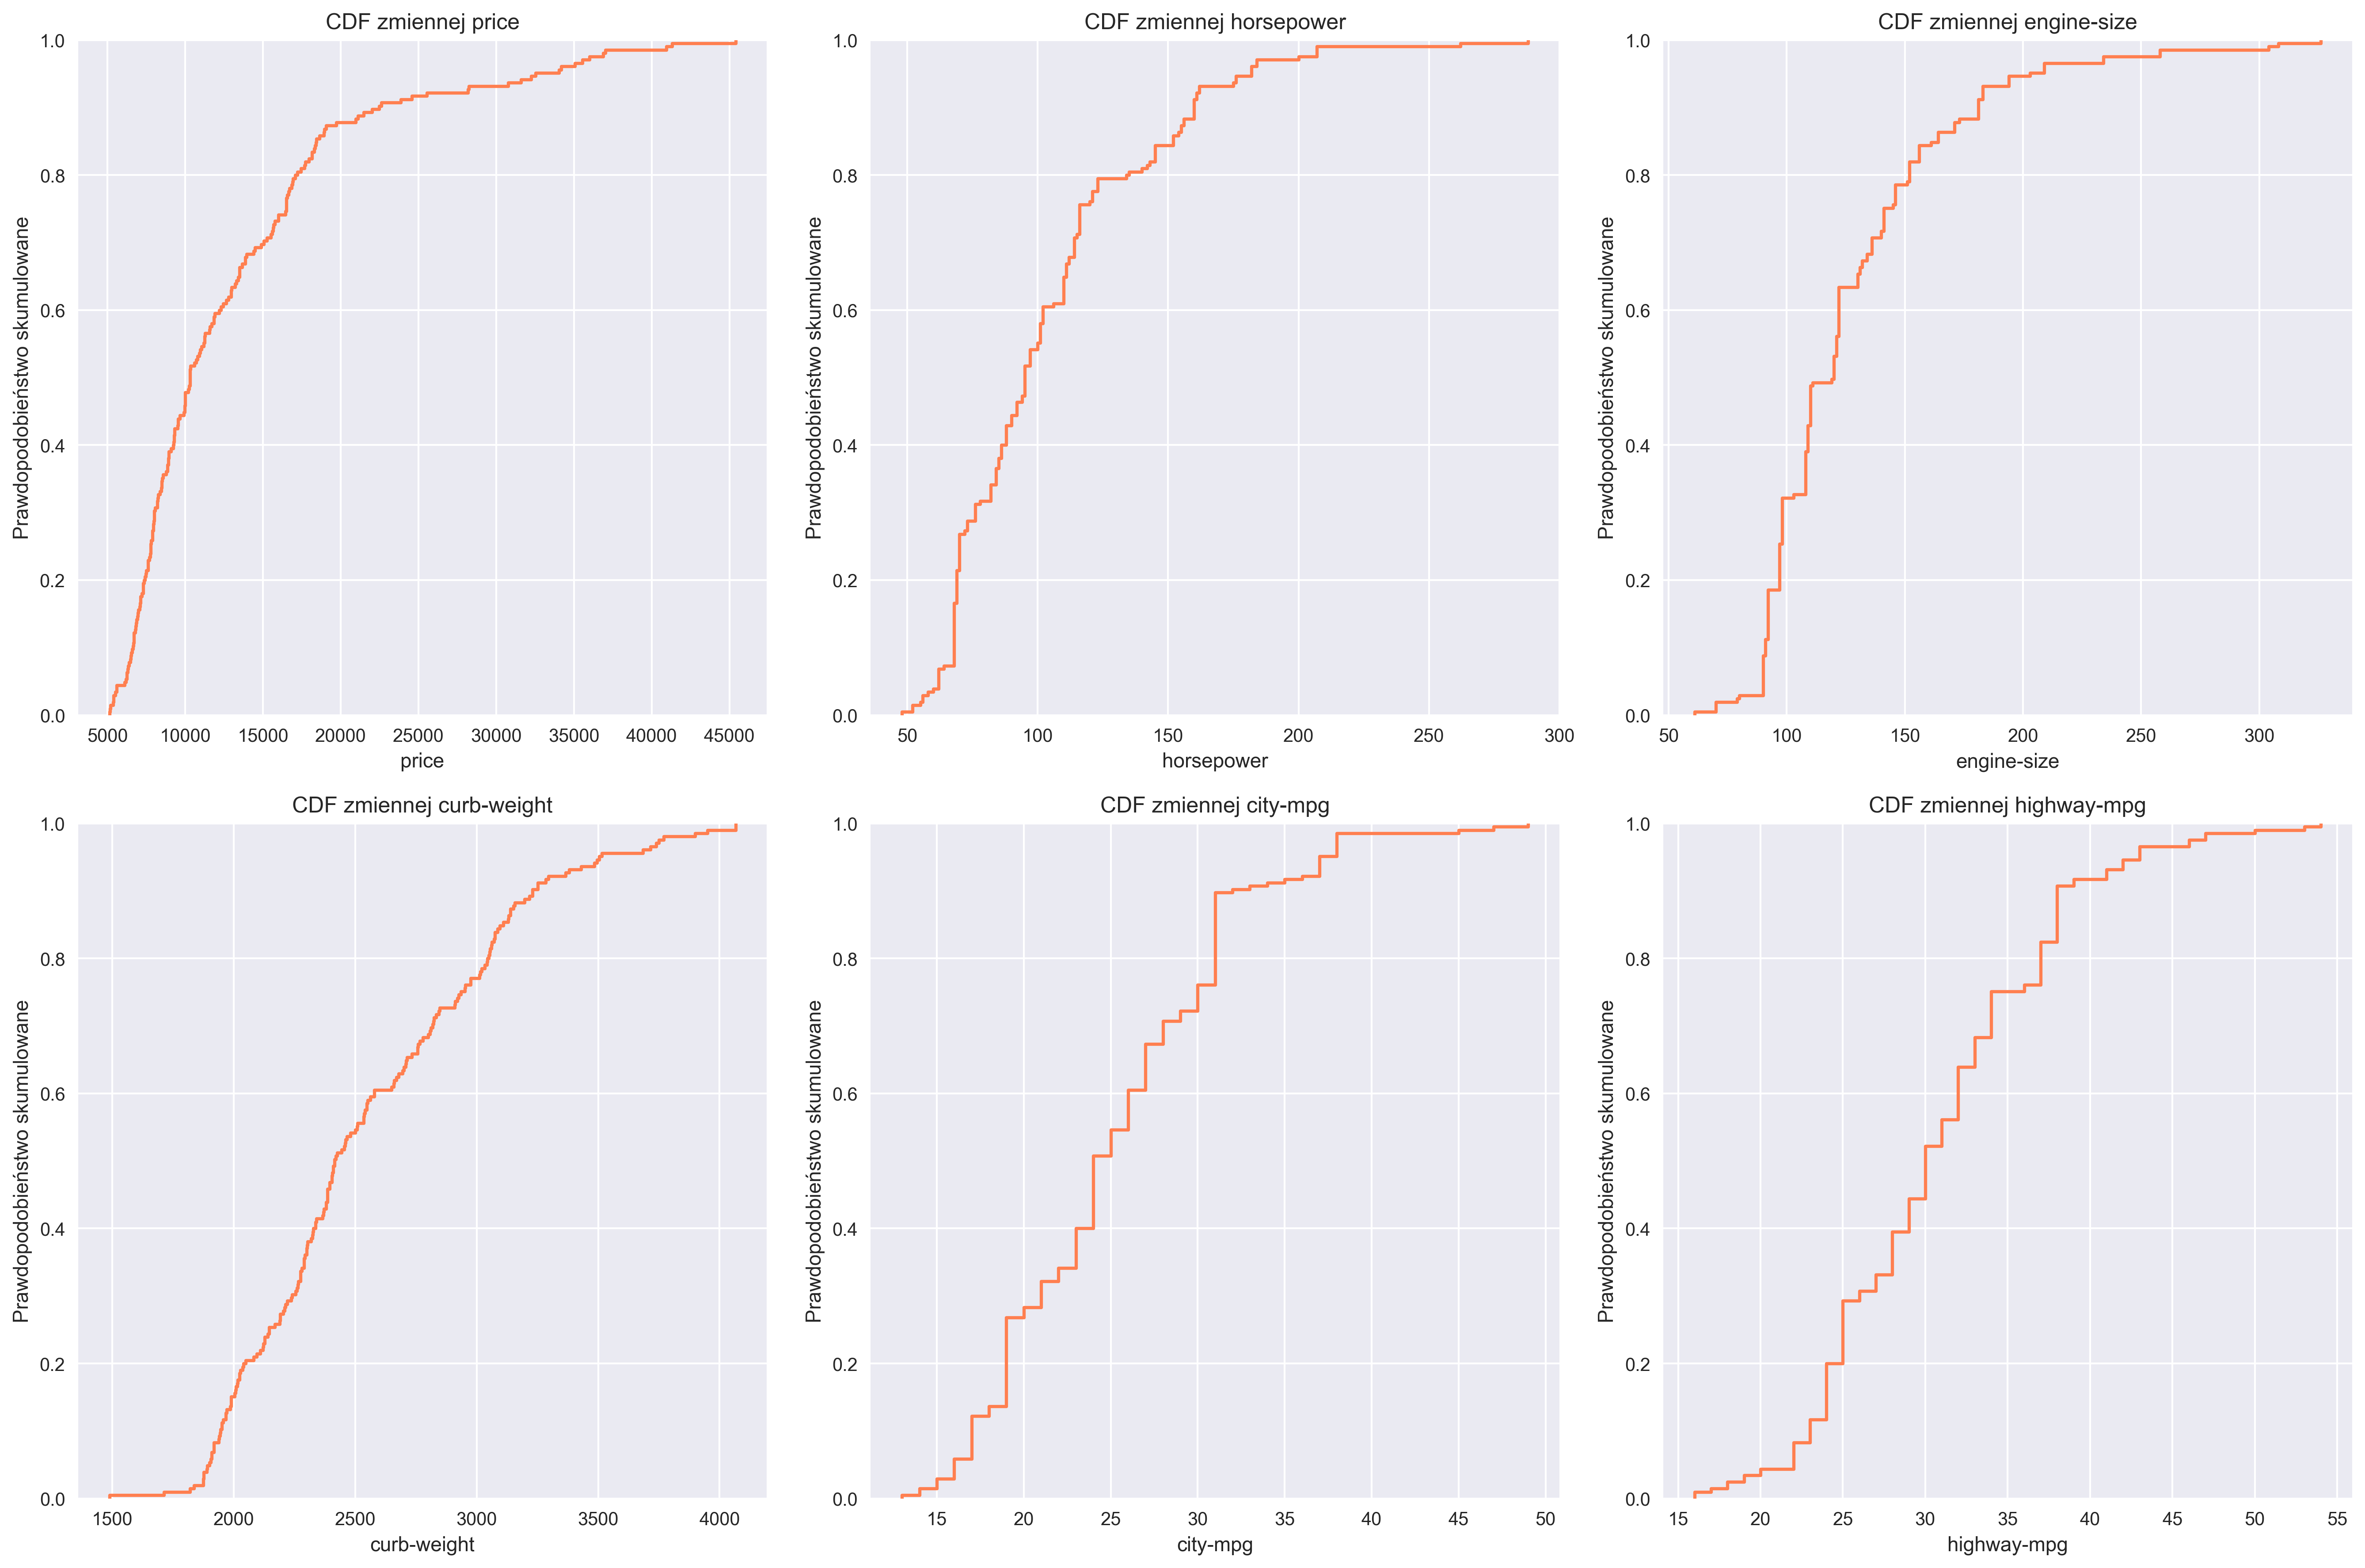 CDF zmiennej price
1.0
0.8
0.6
0.4
0.2
0.0
Prawdopodobieństwo skumulowane
5000 10000 15000 20000 25000 30000 35000 40000 45000
price
CDF zmiennej horsepower
1.0
0.8
0.6
0.4
0.2
0.0
Prawdopodobieństwo skumulowane
50 100 150 200 250 300
horsepower
CDF zmiennej engine-size
1.0
0.8
0.6
0.4
0.2
0.0
Prawdopodobieństwo skumulowane
50 100 150 200 250 300
engine-size
CDF zmiennej curb-weight
1.0
0.8
0.6
0.4
0.2
0.0
Prawdopodobieństwo skumulowane
1500 2000 2500 3000 3500 4000
curb-weight
CDF zmiennej city-mpg
1.0
0.8
0.6
0.4
0.2
0.0
Prawdopodobieństwo skumulowane
15 20 25 30 35 40 45 50
city-mpg
CDF zmiennej highway-mpg
1.0
0.8
0.6
0.4
0.2
0.0
Prawdopodobieństwo skumulowane
15 20 25 30 35 40 45 50 55
highway-mpg